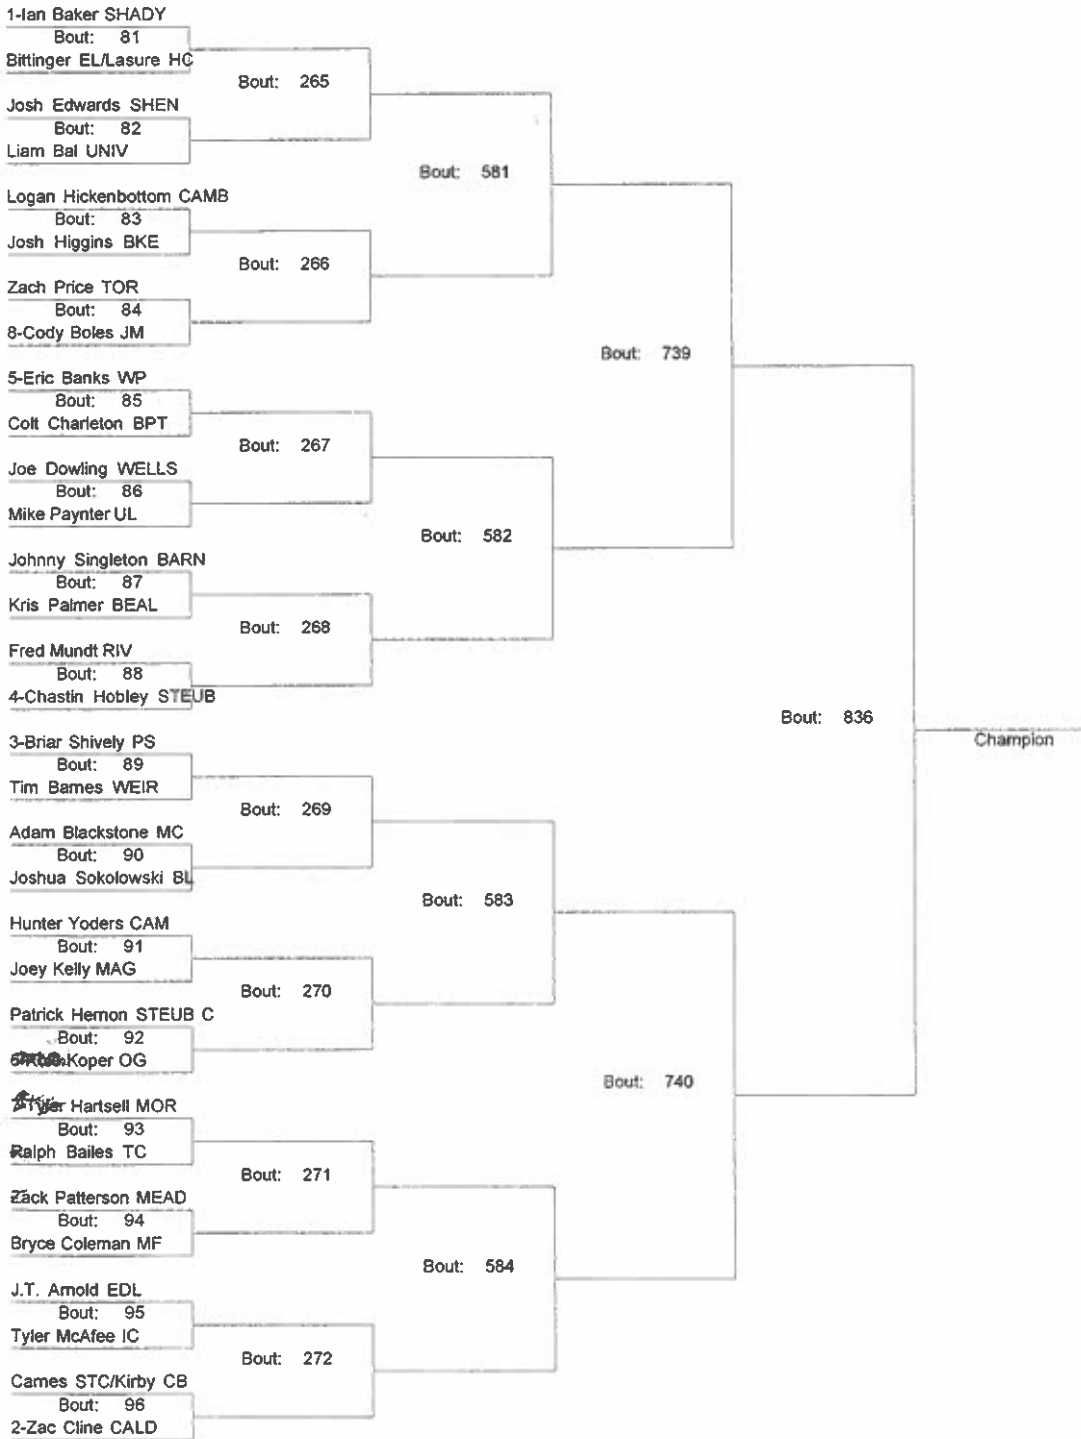 1-Ian Baker SHADY
Bout: 81
Bittinger EL/Lasure HC
Bout: 265
Josh Edwards SHEN
Bout: 82
Liam Bal UNIV
Bout: 581
Logan Hickenbottom CAMB
Bout: 83
Josh Higgins BKE
Bout: 266
Zach Price TOR
Bout: 84
8-Cody Boles JM
Bout: 739
5-Eric Banks WP
Bout: 85
Colt Charleton BPT
Bout: 267
Joe Dowling WELLS
Bout: 86
Mike Paynter UL
Bout: 582
Johnny Singleton BARN
Bout: 87
Kris Palmer BEAL
Bout: 268
Fred Mundt RIV
Bout: 88
4-Chastin Hobley STEUB
Bout: 836
Champion
3-Briar Shively PS
Bout: 89
Tim Barnes WEIR
Bout: 269
Adam Blackstone MC
Bout: 90
Joshua Sokolowski BL
Bout: 583
Hunter Yoders CAM
Bout: 91
Joey Kelly MAG
Bout: 270
Patrick Hernon STEUB C
Bout: 92
Koper OG
Bout: 740
Tyler Hartsell MOR
Bout: 93
Ralph Bailes TC
Bout: 271
Zack Patterson MEAD
Bout: 94
Bryce Coleman MF
Bout: 584
J.T. Arnold EDL
Bout: 95
Tyler McAfee IC
Bout: 272
Carnes STC/Kirby CB
Bout: 96
2-Zac Cline CALD